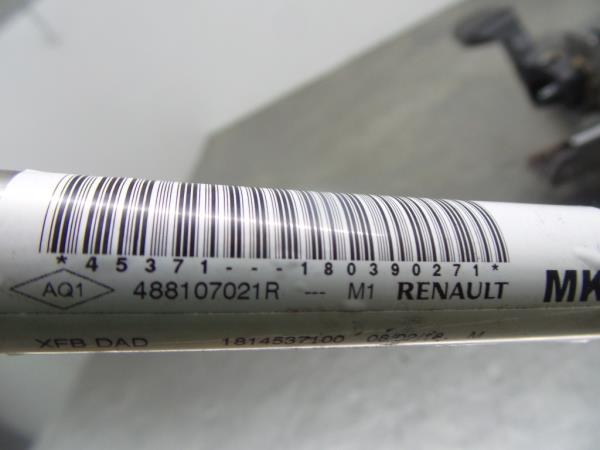 *45371---180390271*
AQ1 488107021R --- M1 RENAULT MK
XFB DAD 1814537100